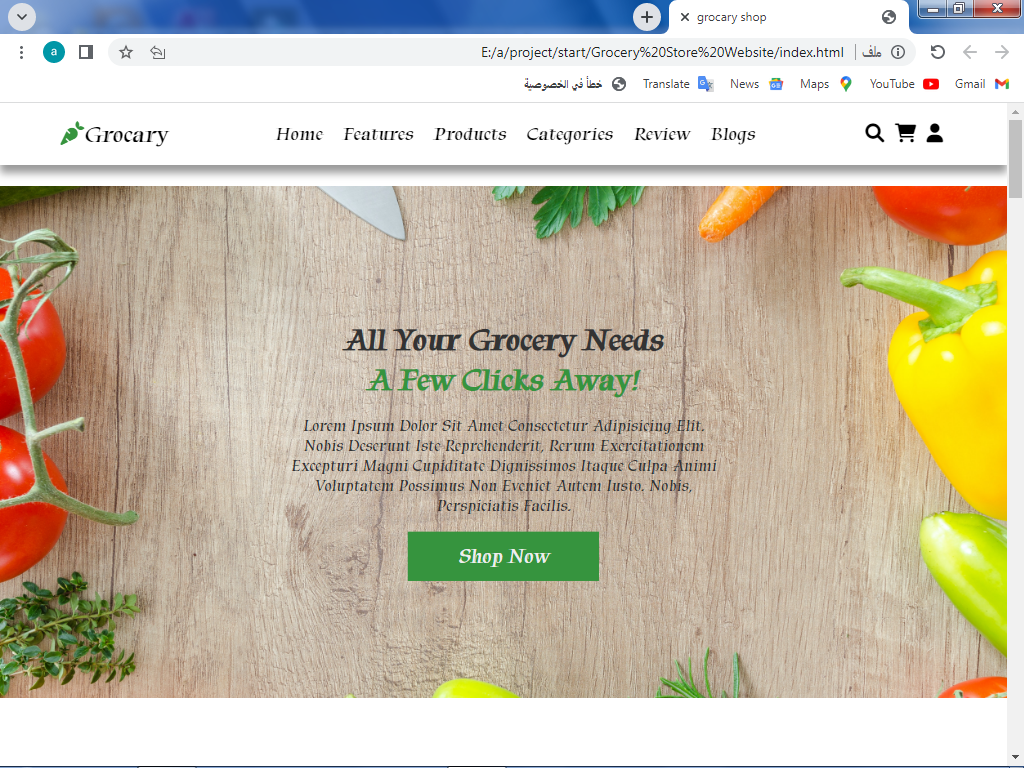 grocary shop
a
E:/a/project/start/Grocery%20Store%20Website/index.html
ملف
خطأ في الخصوصية
Translate
News
Maps
YouTube
Gmail
Grocary
Home Features Products Categories Review Blogs
All Your Grocery Needs
A Few Clicks Away!
Lorem Ipsum Dolor Sit Amet Consectetur Adipisicing Elit.
Nobis Deserunt Iste Reprehenderit, Rerum Exercitationem
Excepturi Magni Cupiditate Dignissimos Itaque Culpa Animi
Voluptatem Possimus Non Eveniet Autem Iusto. Nobis,
Perspiciatis Facilis.
Shop Now